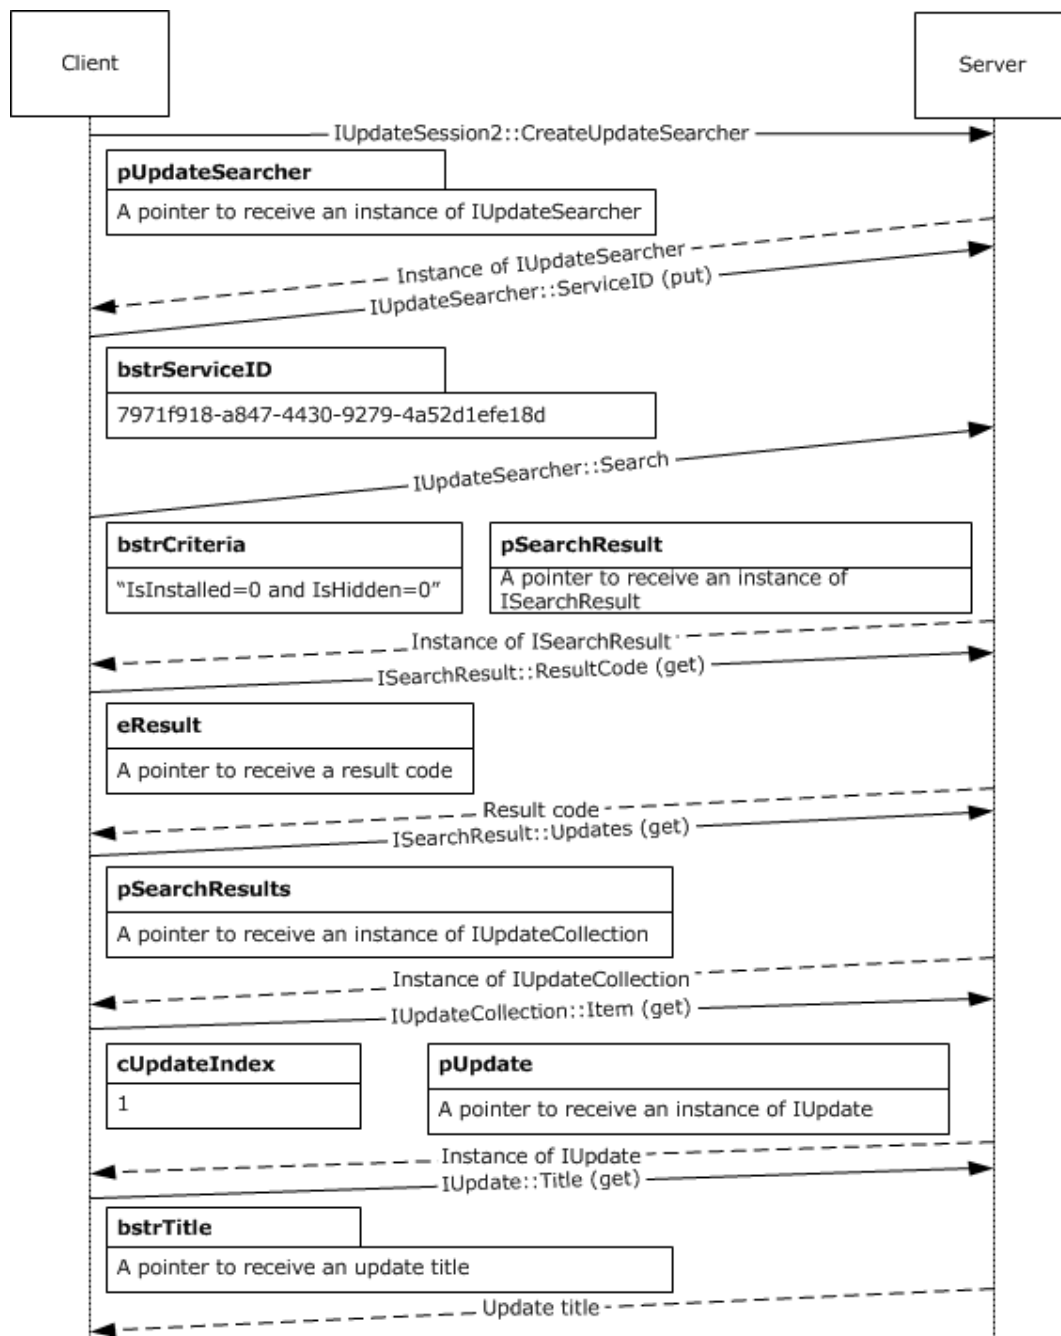 Client
Server
IUpdateSession2::CreateUpdateSearcher
pUpdateSearcher
A pointer to receive an instance of IUpdateSearcher
Instance of IUpdateSearcher
IUpdateSearcher::ServiceID (put)
bstrServiceID
7971f918-a847-4430-9279-4a52d1efe18d
IUpdateSearcher::Search
bstrCriteria
“IsInstalled=0 and IsHidden=0”
pSearchResult
A pointer to receive an instance of
ISearchResult
Instance of ISearchResult
ISearchResult::ResultCode (get)
eResult
A pointer to receive a result code
Result code
ISearchResult::Updates (get)
pSearchResults
A pointer to receive an instance of IUpdateCollection
Instance of IUpdateCollection
IUpdateCollection::Item (get)
cUpdateIndex
1
pUpdate
A pointer to receive an instance of IUpdate
Instance of IUpdate
IUpdate::Title (get)
bstrTitle
A pointer to receive an update title
Update title